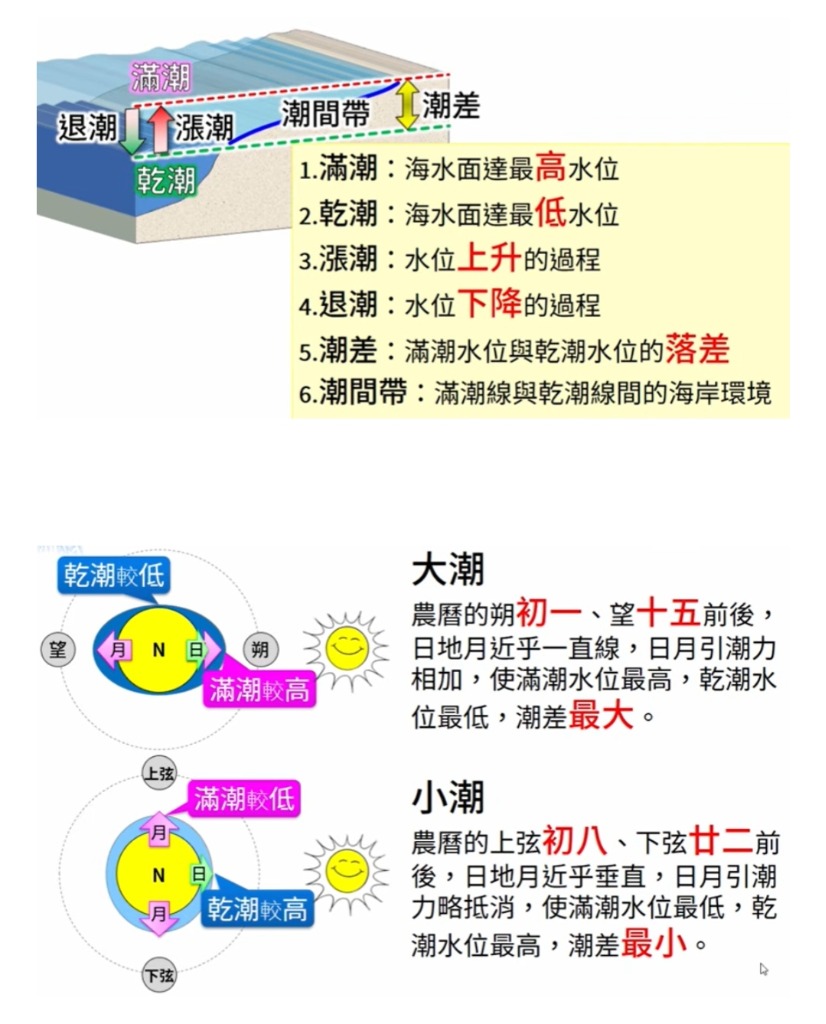 滿潮
退潮
漲潮
潮間帶
潮差
乾潮
1.滿潮：海水面達最高水位
2.乾潮：海水面達最低水位
3.漲潮：水位上升的過程
4.退潮：水位下降的過程
5.潮差：滿潮水位與乾潮水位的落差
6.潮間帶：滿潮線與乾潮線間的海岸環境
乾潮較低
望
月
N
日
朔
滿潮較高
大潮
農曆的朔初一、望十五前後，
日地月近乎一直線，日月引潮力
相加，使滿潮水位最高，乾潮水
位最低，潮差最大。
上弦
滿潮較低
月
N
日
月
乾潮較高
下弦
小潮
農曆的上弦初八、下弦廿二前
後，日地月近乎垂直，日月引潮
力略抵消，使滿潮水位最低，乾
潮水位最高，潮差最小。